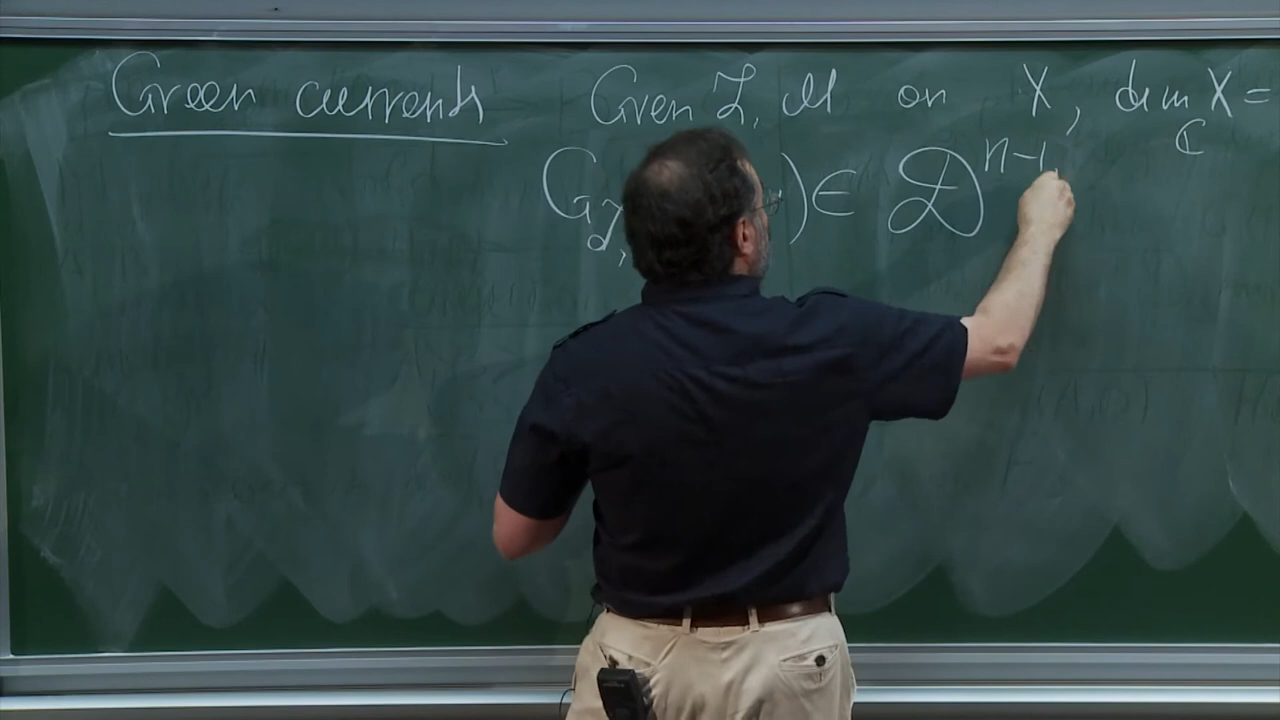 Green currents Given L, M on X, dim X =
ℂ
G L, ) ∈ 𝒟^{n-1,